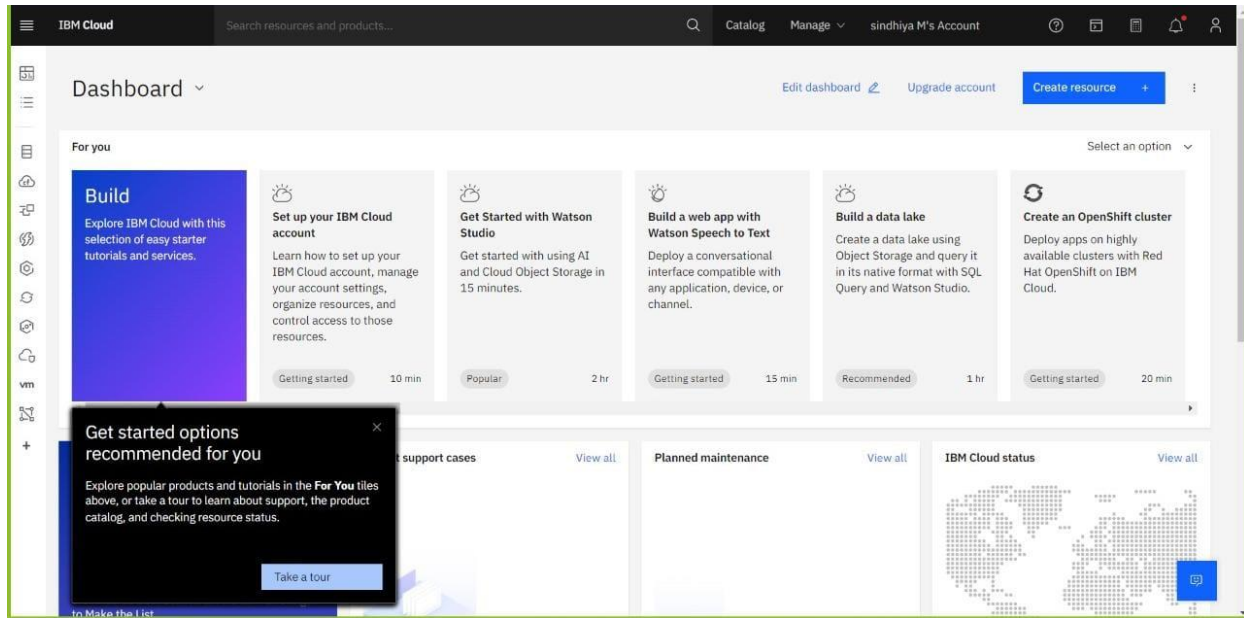 IBM Cloud
Search resources and products...
Catalog
Manage
sindhiya M's Account
Dashboard
Edit dashboard
Upgrade account
Create resource +
For you
Select an option
Build
Explore IBM Cloud with this
selection of easy starter
tutorials and services.
Set up your IBM Cloud
account
Learn how to set up your
IBM Cloud account, manage
your account settings,
organize resources, and
control access to those
resources.
Getting started
10 min
Get Started with Watson
Studio
Get started with using AI
and Cloud Object Storage in
15 minutes.
Popular
2 hr
Build a web app with
Watson Speech to Text
Deploy a conversational
interface compatible with
any application, device, or
channel.
Getting started
15 min
Build a data lake
Create a data lake using
Object Storage and query it
in its native format with SQL
Query and Watson Studio.
Recommended
1 hr
Create an OpenShift cluster
Deploy apps on highly
available clusters with Red
Hat OpenShift on IBM
Cloud.
Getting started
20 min
vm
+
Get started options
recommended for you
Explore popular products and tutorials in the For You tiles
above, or take a tour to learn about support, the product
catalog, and checking resource status.
Take a tour
to Make the List
support cases
View all
Planned maintenance
View all
IBM Cloud status
View all